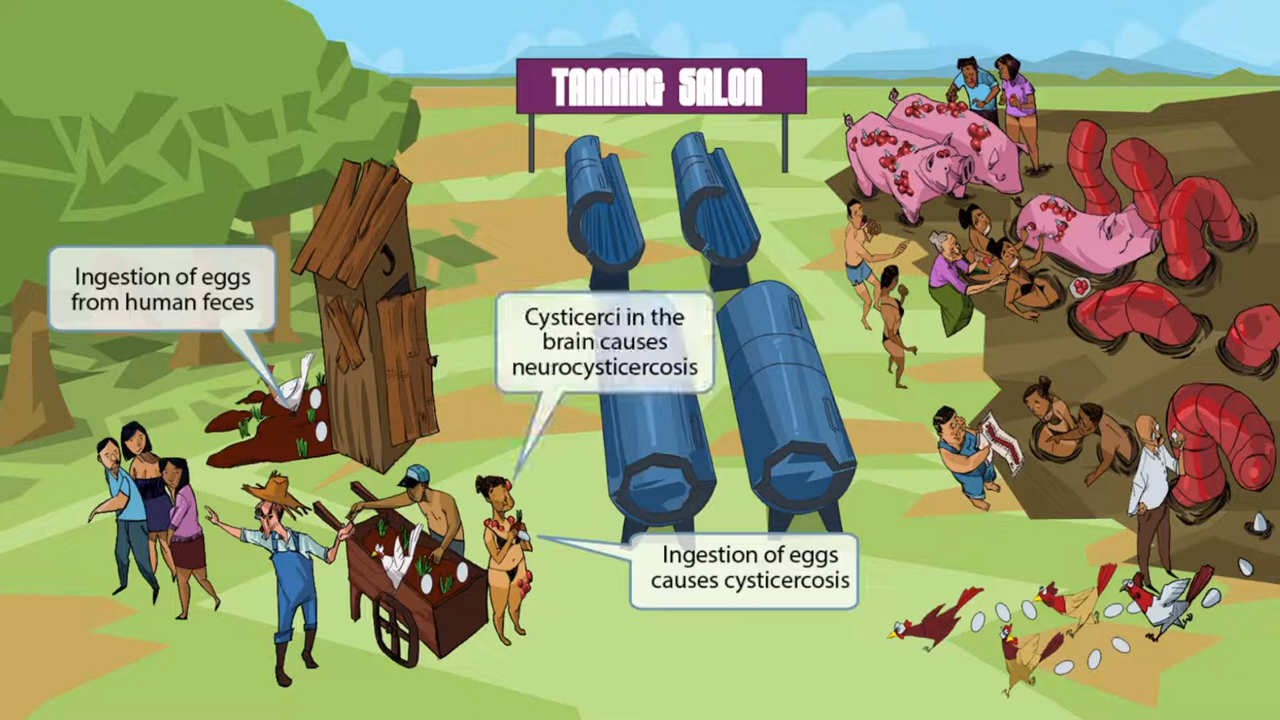 TANNING SALON
Ingestion of eggs
from human feces
Cysticerci in the
brain causes
neurocysticercosis
Ingestion of eggs
causes cysticercosis